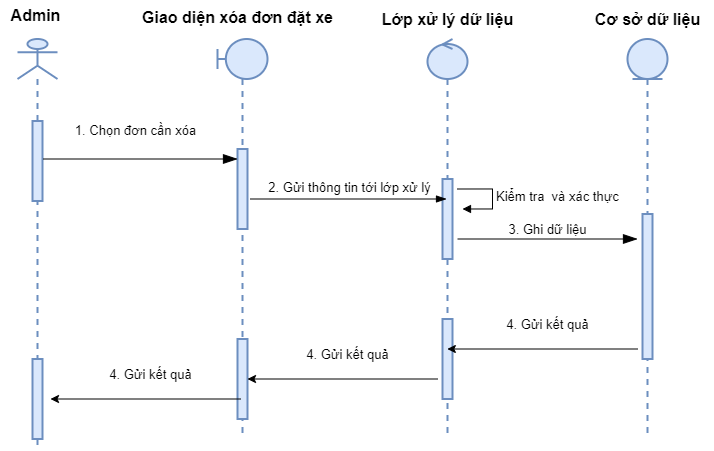 Admin
Giao diện xóa đơn đặt xe
Lớp xử lý dữ liệu
Cơ sở dữ liệu
1. Chọn đơn cần xóa
2. Gửi thông tin tới lớp xử lý
Kiểm tra và xác thực
3. Ghi dữ liệu
4. Gửi kết quả
4. Gửi kết quả
4. Gửi kết quả